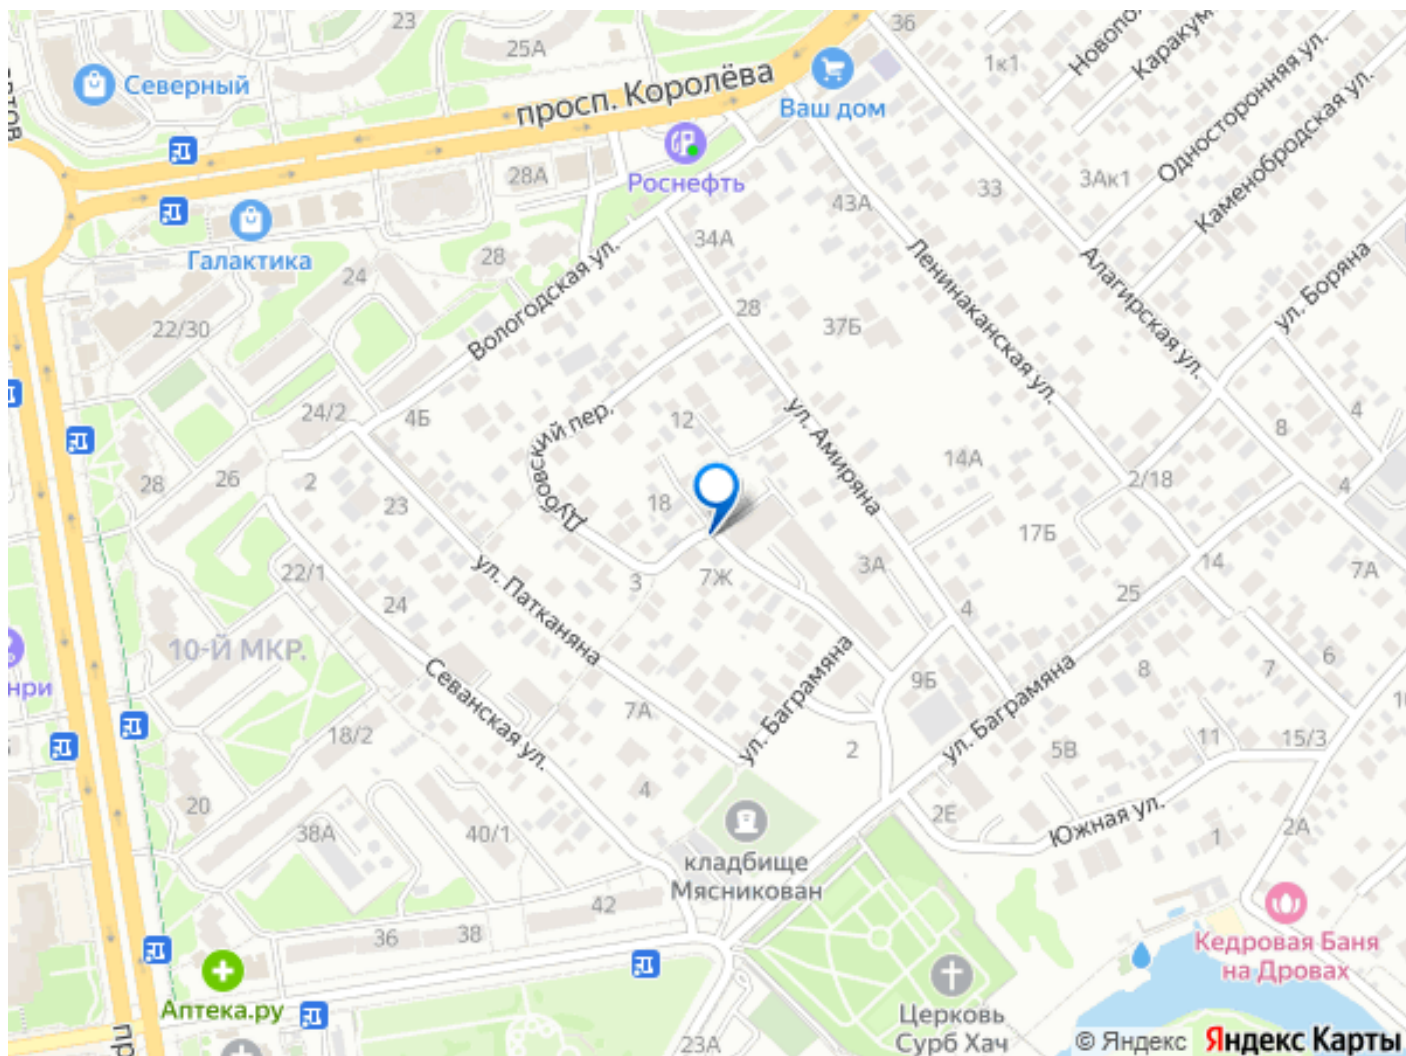 23
25А
36
1к1
Северный
просп. Королёва
Ваш дом
Односторонняя ул.
Каменобродская ул.
Роснефть
28А
43А
33
3Ак1
Галактика
24
28
34А
Вологодская ул.
Ленинаканская ул.
Алагирская ул.
ул. Боряна
22/30
28
37Б
24/2
4Б
Дубовский пер.
12
ул. Амиряна
14А
8
4
28
26
2
23
18
2/18
4
17Б
22/1
24
ул. Патканяна
3
7Ж
3А
14
25
7А
4
10-Й МКР.
Севанская ул.
7А
ул. Баграмяна
9Б
ул. Баграмяна
8
7
6
нри
18/2
2
5В
11
15/3
20
38А
40/1
4
2Е
Южная ул.
1
2А
кладбище
Мясникован
42
36
38
Кедровая Баня
на Дровах
Аптека.ру
Церковь
Сурб Хач
23А
© Яндекс Яндекс Карты